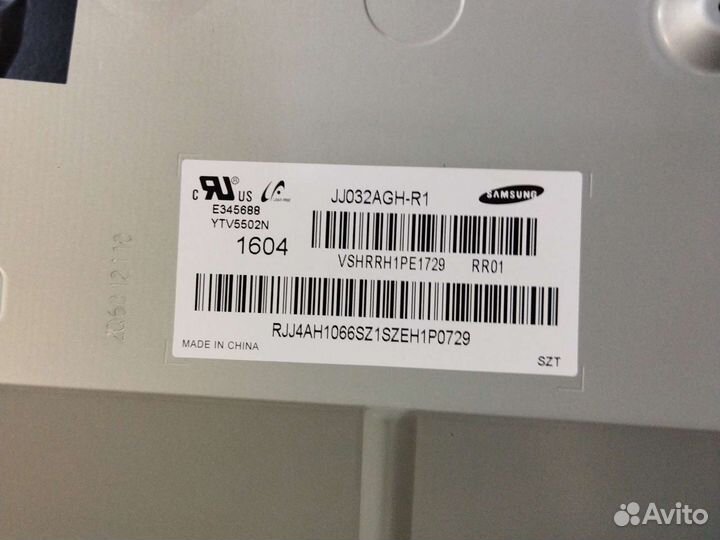 C UL US
E345688
YTV5502N
1604
JJ032AGH-R1
SAMSUNG
VSHRRH1PE1729 RR01
RJJ4AH1066SZ1SZEH1P0729
MADE IN CHINA
SZT
Avito